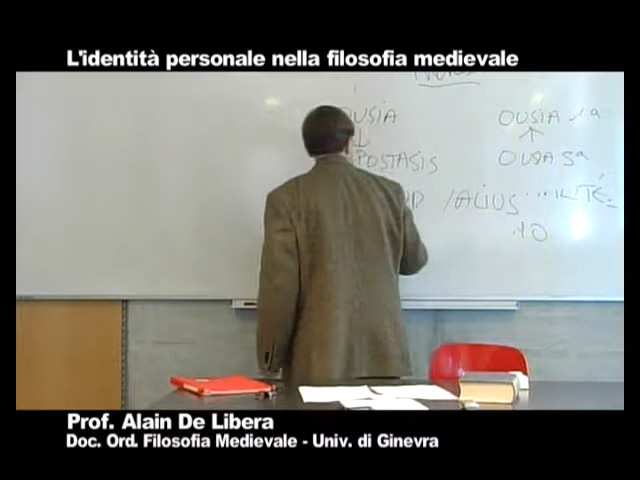 L'identità personale nella filosofia medievale
OUSIA OUSIA 1a
POSTASIS OUSIA 2a
/ALIUS
Prof. Alain De Libera
Doc. Ord. Filosofia Medievale - Univ. di Ginevra